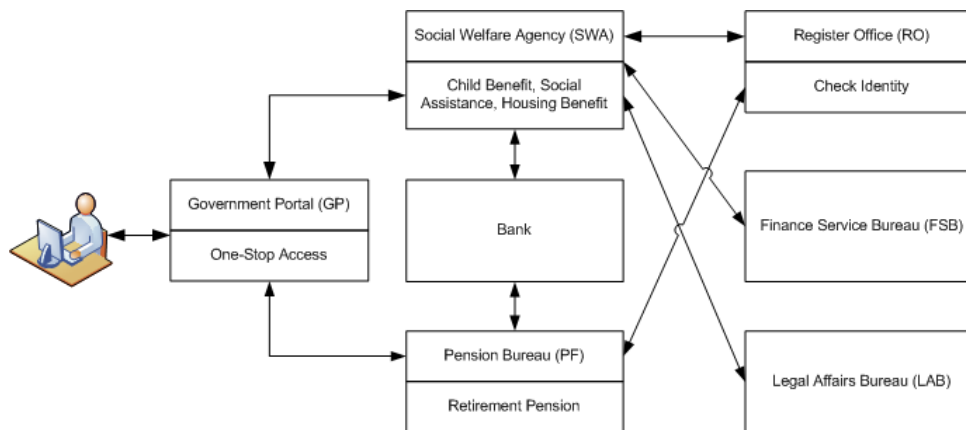 Social Welfare Agency (SWA)
Child Benefit, Social
Assistance, Housing Benefit
Register Office (RO)
Check Identity
Government Portal (GP)
One-Stop Access
Bank
Finance Service Bureau (FSB)
Pension Bureau (PF)
Retirement Pension
Legal Affairs Bureau (LAB)